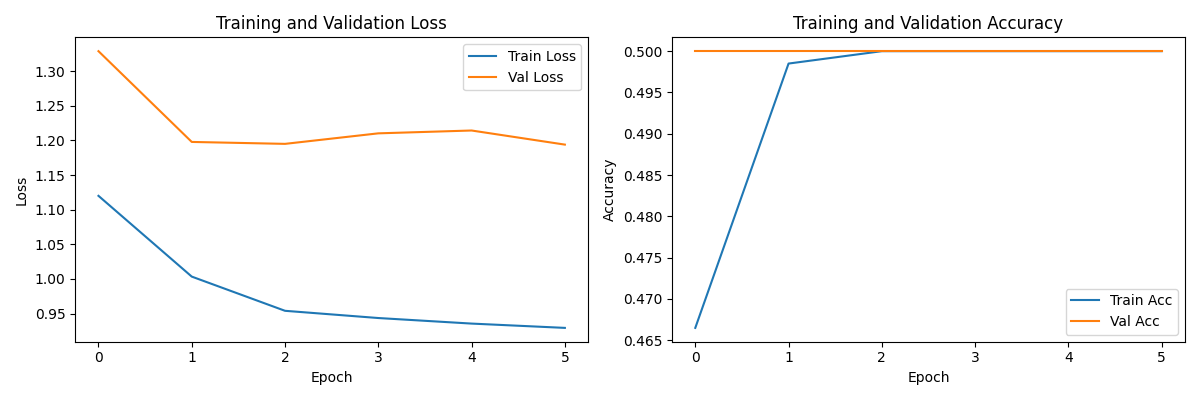 Training and Validation Loss
Train Loss
Val Loss
1.30
1.25
1.20
1.15
1.10
1.05
1.00
0.95
Loss
0 1 2 3 4 5
Epoch
Training and Validation Accuracy
0.500
0.495
0.490
0.485
0.480
0.475
0.470
0.465
Accuracy
Train Acc
Val Acc
0 1 2 3 4 5
Epoch